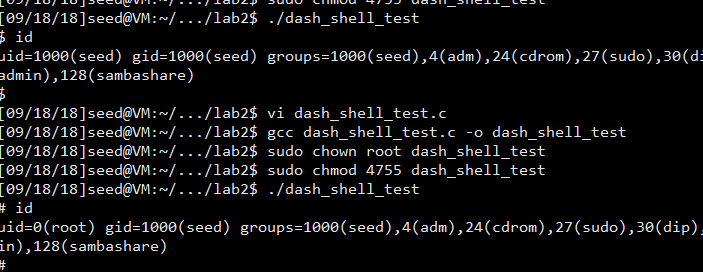 [09/18/18]seed@VM:~/.../lab2$ sudo chmod 4755 dash_shell_test
[09/18/18]seed@VM:~/.../lab2$ ./dash_shell_test
$ id
uid=1000(seed) gid=1000(seed) groups=1000(seed),4(adm),24(cdrom),27(sudo),30(dip
admin),128(sambashare)
$
[09/18/18]seed@VM:~/.../lab2$ vi dash_shell_test.c
[09/18/18]seed@VM:~/.../lab2$ gcc dash_shell_test.c -o dash_shell_test
[09/18/18]seed@VM:~/.../lab2$ sudo chown root dash_shell_test
[09/18/18]seed@VM:~/.../lab2$ sudo chmod 4755 dash_shell_test
[09/18/18]seed@VM:~/.../lab2$ ./dash_shell_test
# id
uid=0(root) gid=1000(seed) groups=1000(seed),4(adm),24(cdrom),27(sudo),30(dip),
in),128(sambashare)
#